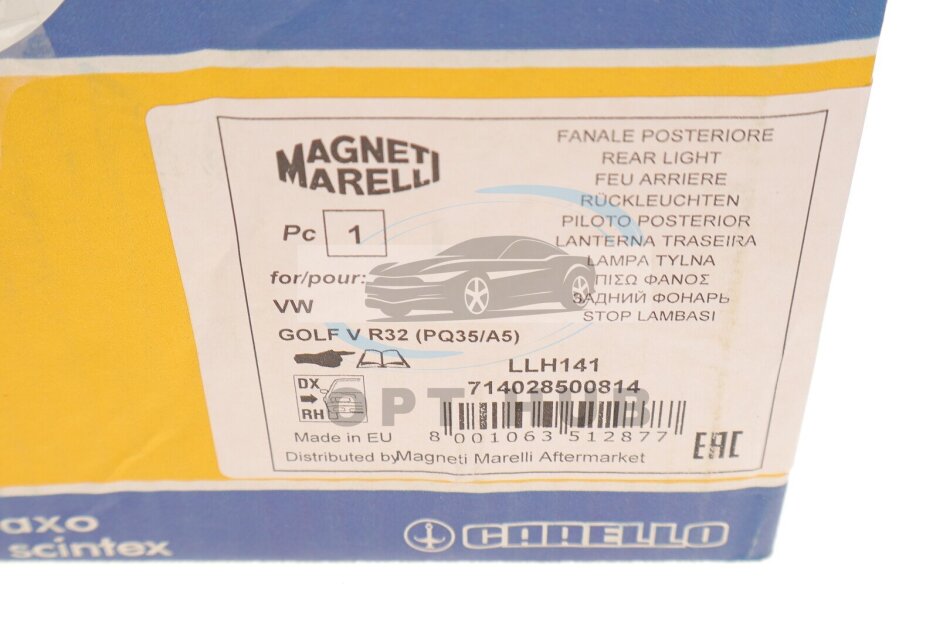 MAGNETI
MARELLI
Pc 1
for/pour:
VW
GOLF V R32 (PQ35/A5)
DX
RH
Made in EU
Distributed by Magneti Marelli Aftermarket
FANALE POSTERIORE
REAR LIGHT
FEU ARRIERE
RÜCKLEUCHTEN
PILOTO POSTERIOR
LANTERNA TRASEIRA
LAMPA TYLNA
ΠΙΣΩ ΦΑΝΟΣ
ЗАДНИЙ ФОНАРЬ
STOP LAMBASI
LLH141
714028500814
8 001063 512877
EAC
OPT HUB
axo
scintex
CARELLO